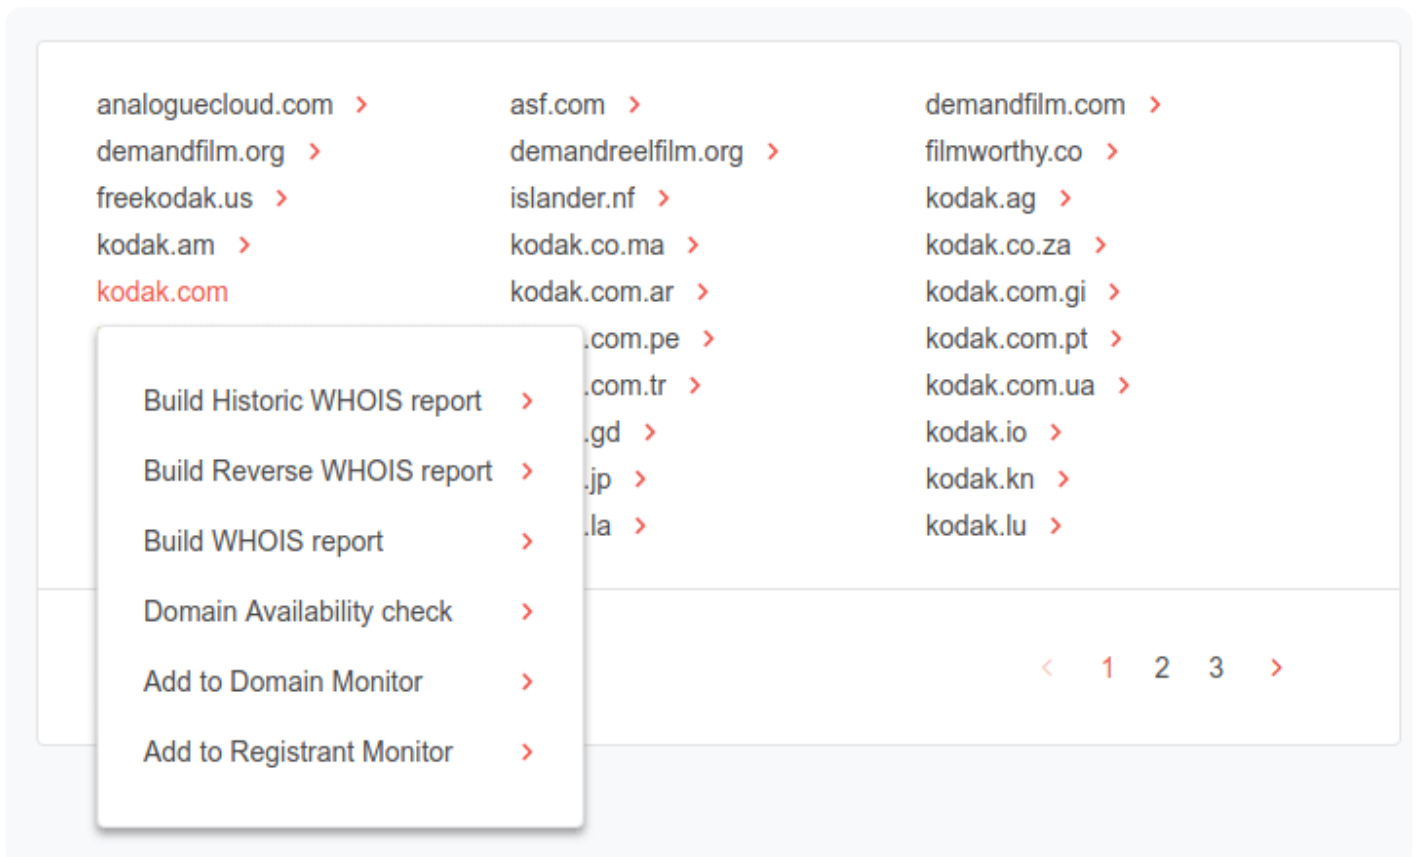 analoguecloud.com asf.com demandfilm.com
demandfilm.org demandreelfilm.org filmworthy.co
freekodak.us islander.nf kodak.ag
kodak.am kodak.co.ma kodak.co.za
kodak.com kodak.com.ar kodak.com.gi
.com.pe kodak.com.pt
.com.tr kodak.com.ua
.gd kodak.io
.jp kodak.kn
.la kodak.lu
Build Historic WHOIS report
Build Reverse WHOIS report
Build WHOIS report
Domain Availability check
Add to Domain Monitor
Add to Registrant Monitor
1 2 3